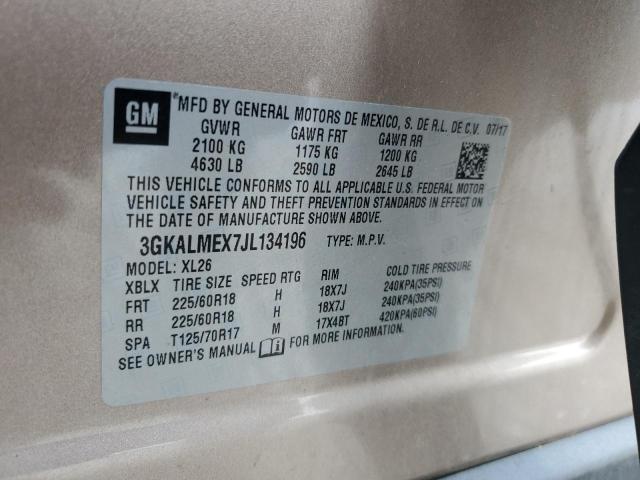 GM
*MFD BY GENERAL MOTORS DE MEXICO, S. DE R.L. DE C.V. 07/17
GVWR GAWR FRT GAWR RR
2100 KG 1175 KG 1200 KG
4630 LB 2590 LB 2645 LB
THIS VEHICLE CONFORMS TO ALL APPLICABLE U.S. FEDERAL MOTOR
VEHICLE SAFETY AND THEFT PREVENTION STANDARDS IN EFFECT ON
THE DATE OF MANUFACTURE SHOWN ABOVE.
3GKALMEX7JL134196 TYPE: M.P.V.
MODEL: XL26
XBLX TIRE SIZE SPEED RTG RIM COLD TIRE PRESSURE
FRT 225/60R18 H 18X7J 240KPA(35PSI)
RR 225/60R18 H 18X7J 240KPA(35PSI)
SPA T125/70R17 M 17X4BT 420KPA(60PSI)
SEE OWNER'S MANUAL FOR MORE INFORMATION.